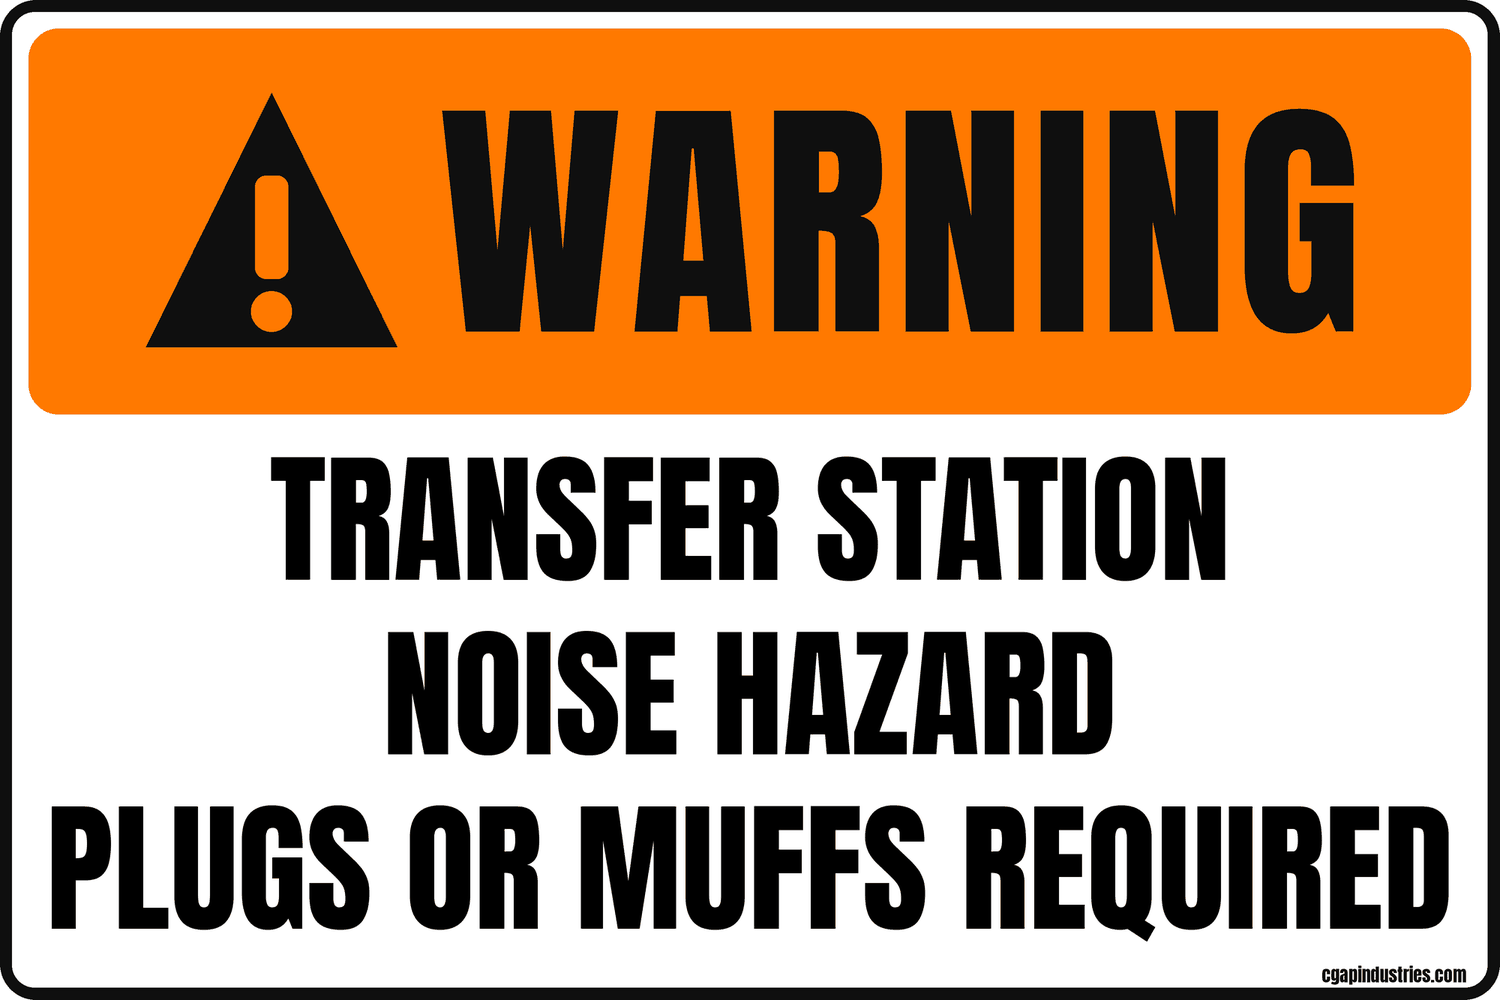 WARNING
TRANSFER STATION
NOISE HAZARD
PLUGS OR MUFFS REQUIRED
cgapindustries.com